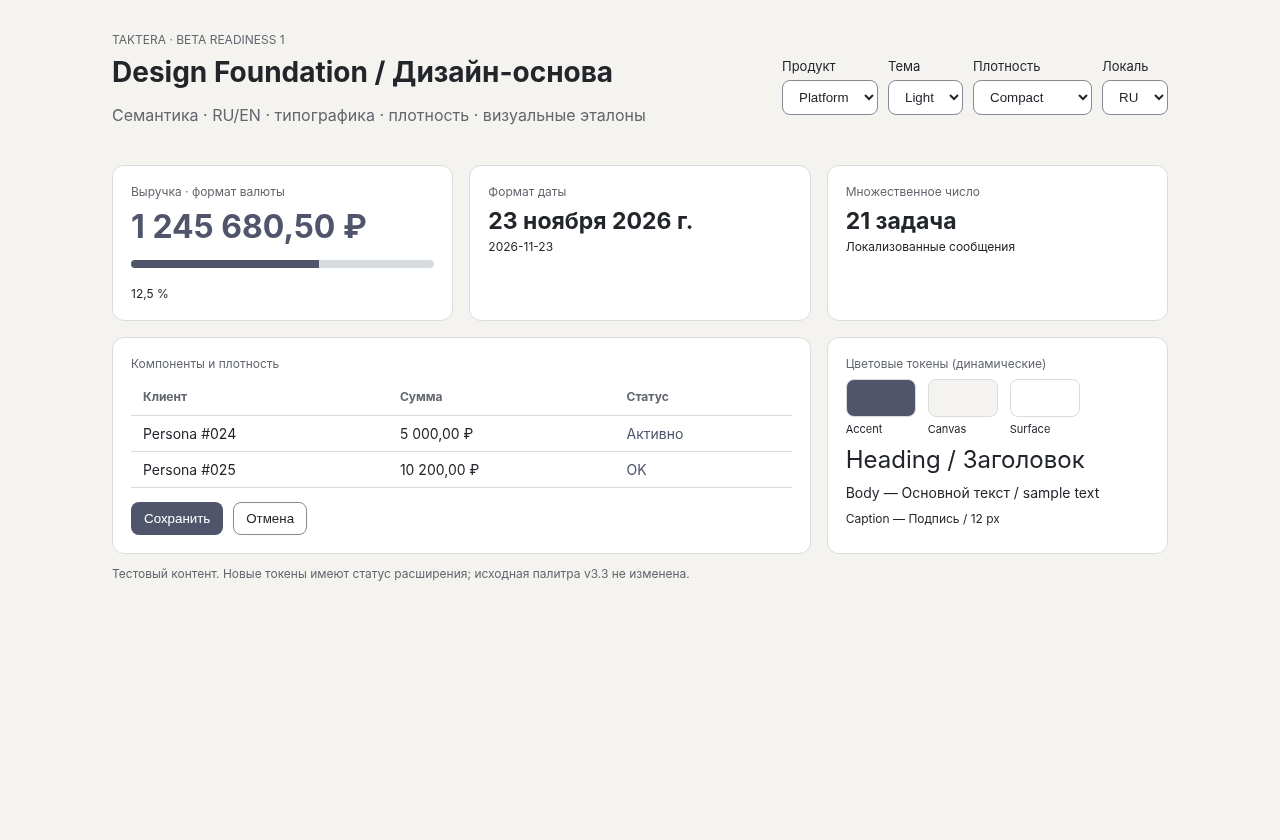 TAKTERA · BETA READINESS 1
Design Foundation / Дизайн-основа
Семантика · RU/EN · типографика · плотность · визуальные эталоны
Продукт Тема Плотность Локаль
Platform Light Compact RU
Выручка · формат валюты
1 245 680,50 ₽
12,5 %
Формат даты
23 ноября 2026 г.
2026-11-23
Множественное число
21 задача
Локализованные сообщения
Компоненты и плотность
Клиент Сумма Статус
Persona #024 5 000,00 ₽ Активно
Persona #025 10 200,00 ₽ OK
Сохранить Отмена
Цветовые токены (динамические)
Accent Canvas Surface
Heading / Заголовок
Body — Основной текст / sample text
Caption — Подпись / 12 px
Тестовый контент. Новые токены имеют статус расширения; исходная палитра v3.3 не изменена.